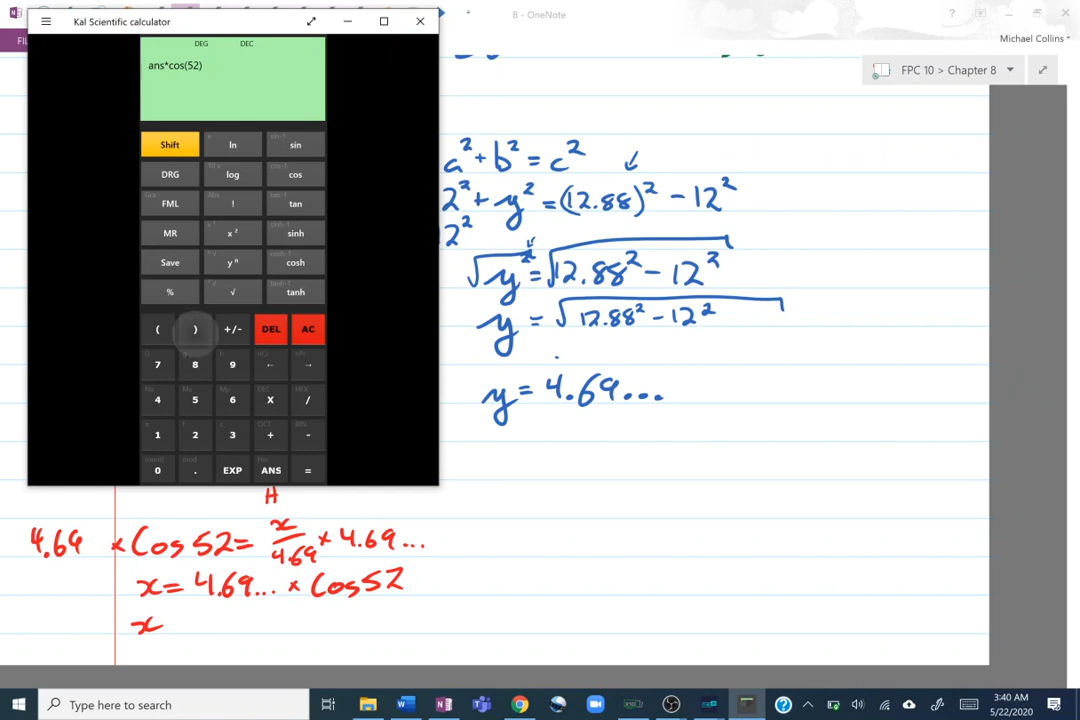 Kal Scientific calculator
8 - OneNote
Michael Collins
FPC 10 > Chapter 8
DEG DEC
ans*cos(52)
Shift ln sin
DRG log cos
FML ! tan
MR x² sinh
Save yⁿ cosh
% √ tanh
( ) +/- DEL AC
7 8 9 ← →
4 5 6 X /
1 2 3 + -
0 . EXP ANS =
a² + b² = c²
2² + y² = (12.88)² - 12²
2²
√y² = √12.88² - 12²
y = √12.88² - 12²
y = 4.69...
H
4.69 × Cos 52 = x/4.69 × 4.69...
x = 4.69... × Cos 52
x
Type here to search
3:40 AM
5/22/2020